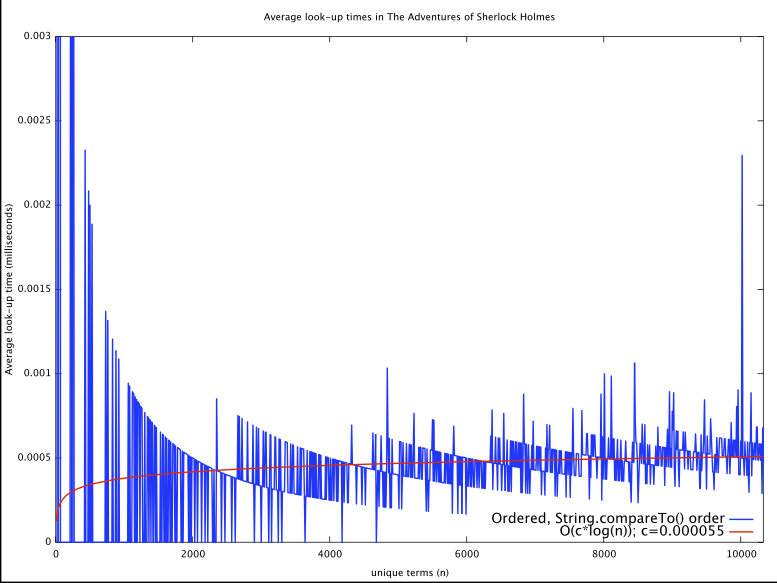 Average look-up times in The Adventures of Sherlock Holmes
0.003
0.0025
0.002
0.0015
0.001
0.0005
0
Average look-up time (milliseconds)
0 2000 4000 6000 8000 10000
unique terms (n)
Ordered, String.compareTo() order
O(c*log(n)); c=0.000055